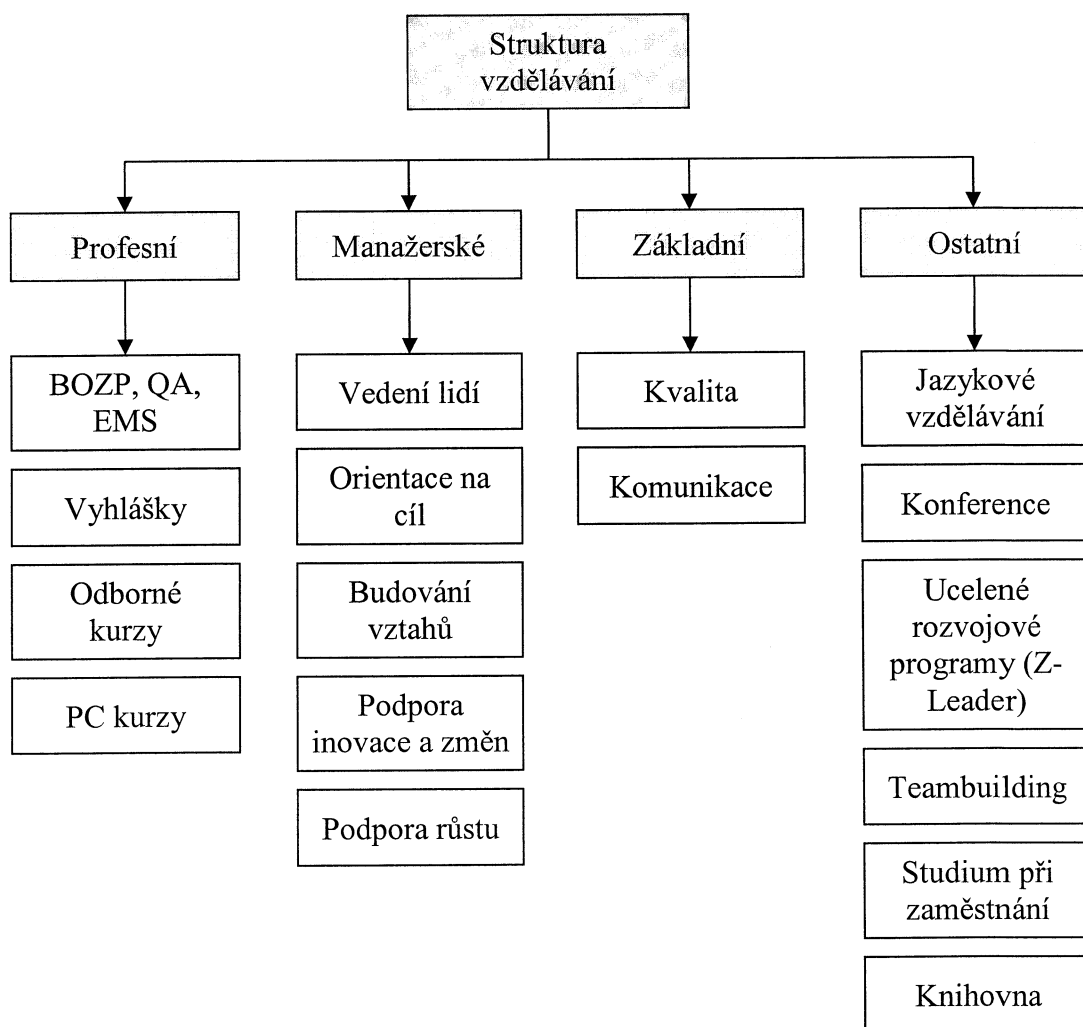 Struktura
vzdělávání
Profesní
Manažerské
Základní
Ostatní
BOZP, QA,
EMS
Vyhlášky
Odborné
kurzy
PC kurzy
Vedení lidí
Orientace na
cíl
Budování
vztahů
Podpora
inovace a změn
Podpora růstu
Kvalita
Komunikace
Jazykové
vzdělávání
Konference
Ucelené
rozvojové
programy (Z-
Leader)
Teambuilding
Studium při
zaměstnání
Knihovna